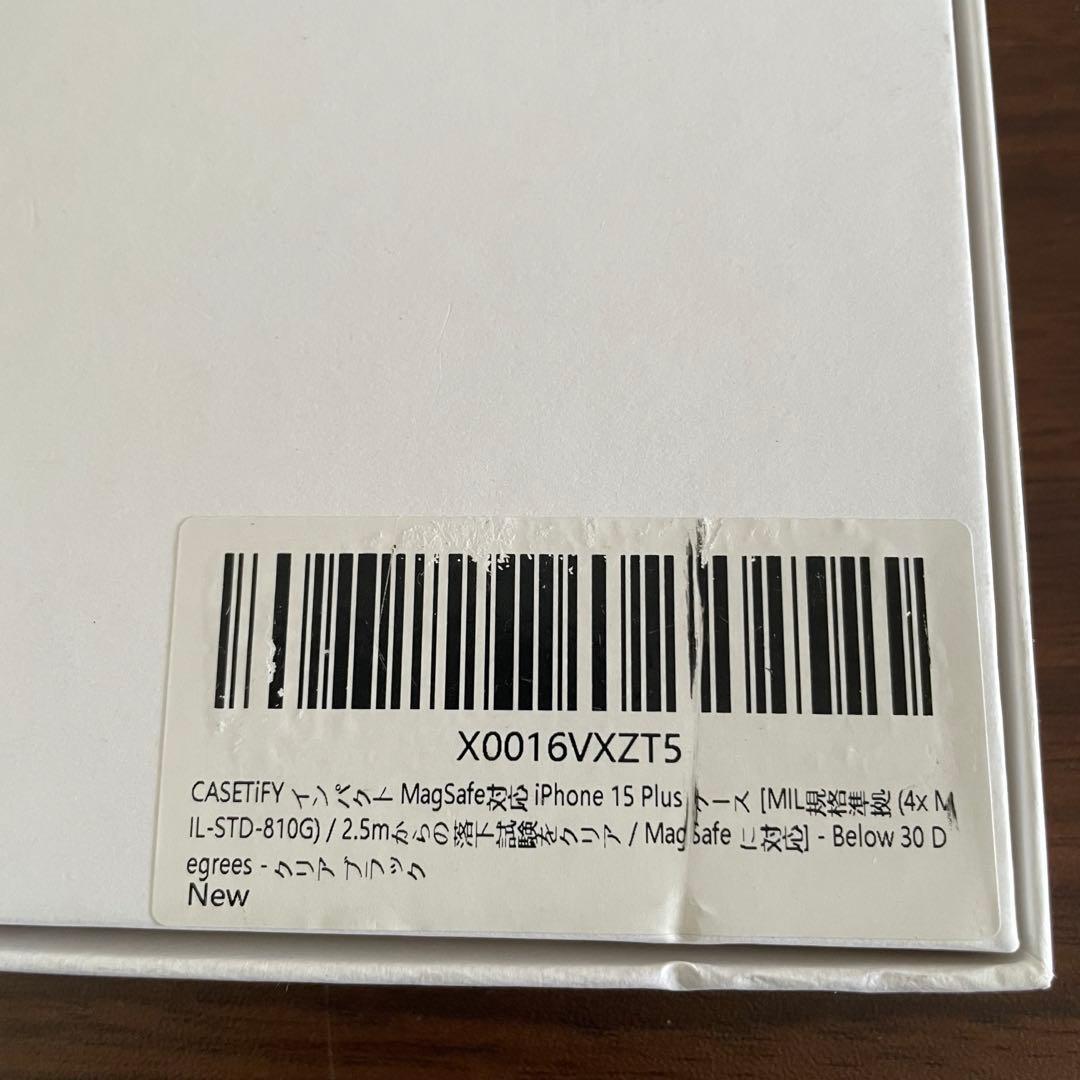 X0016VXZT5
CASETiFY インパクト MagSafe対応 iPhone 15 Plus ケース [MIL規格準拠 (4x M
IL-STD-810G) / 2.5mからの落下試験をクリア / MagSafe に対応] - Below 30 D
egrees - クリア ブラック
New